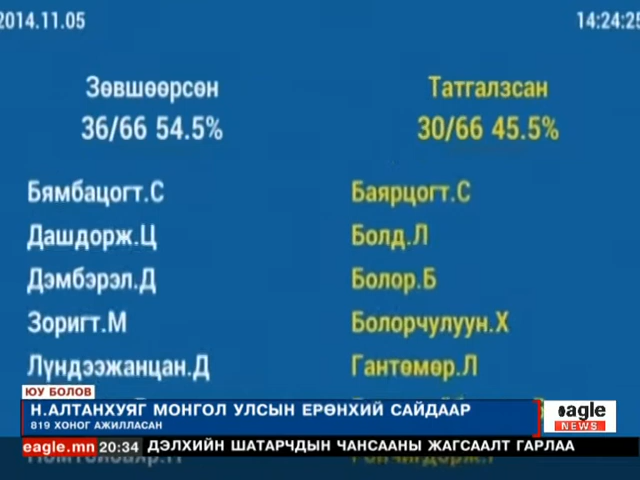 2014.11.05
14:24:25
Зөвшөөрсөн
Татгалзсан
36/66 54.5%
30/66 45.5%
Бямбацогт.С
Баярцогт.С
Дашдорж.Ц
Болд.Л
Дэмбэрэл.Д
Болор.Б
Зоригт.М
Болорчулуун.Х
Лүндээжанцан.Д
Гантөмөр.Л
ЮУ БОЛОВ
Н.АЛТАНХУЯГ МОНГОЛ УЛСЫН ЕРӨНХИЙ САЙДААР
819 ХОНОГ АЖИЛЛАСАН
eagle
NEWS
eagle.mn 20:34 ДЭЛХИЙН ШАТАРЧДЫН ЧАНСААНЫ ЖАГСААЛТ ГАРЛАА